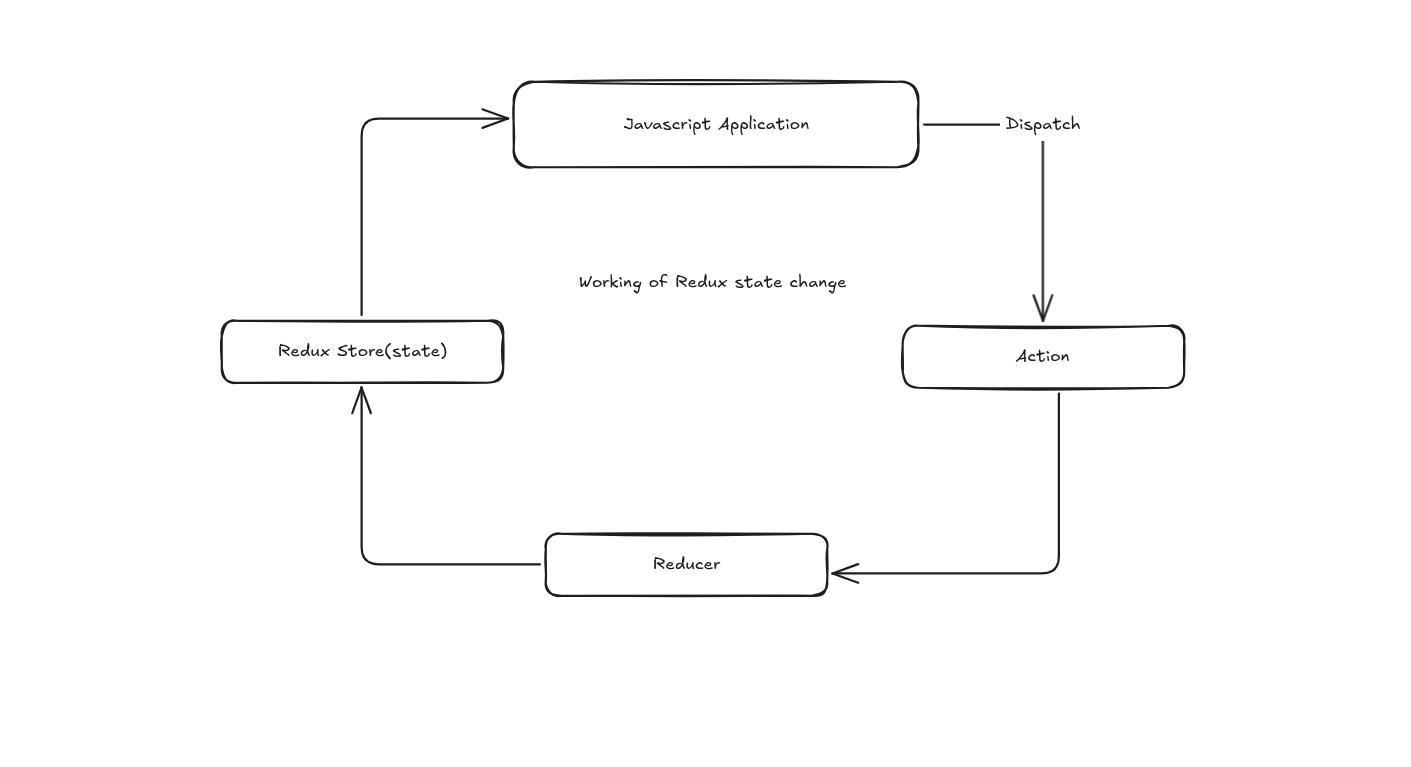 Javascript Application
Dispatch
Working of Redux state change
Redux Store(state)
Action
Reducer